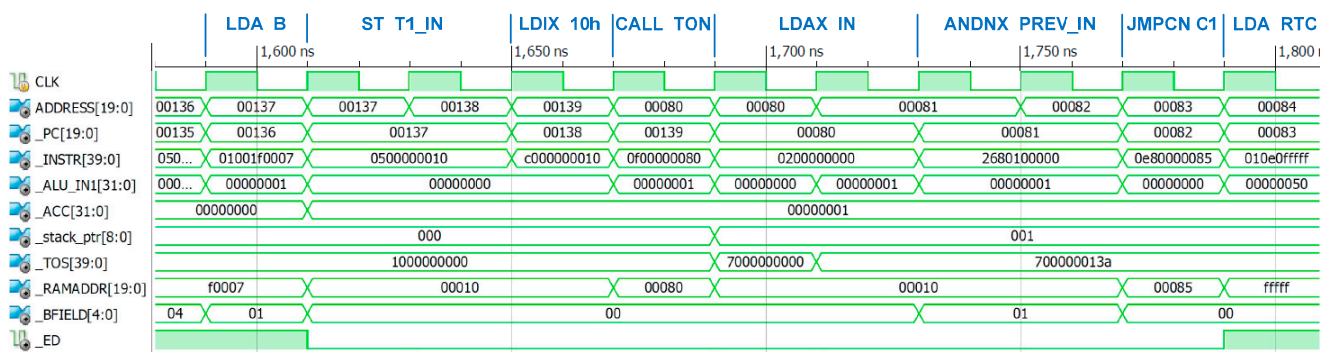 LDA B ST T1_IN LDIX 10h CALL TON LDAX IN ANDNX PREV_IN JMPCN C1 LDA RTC
1,600 ns 1,650 ns 1,700 ns 1,750 ns 1,800 n
CLK
ADDRESS[19:0] 00136 00137 00137 00138 00139 00080 00080 00081 00082 00083 00084
_PC[19:0] 00135 00136 00137 00138 00139 00080 00081 00082 00083
_INSTR[39:0] 050... 01001f0007 0500000010 c000000010 0f00000080 0200000000 2680100000 0e80000085 010e0fffff
_ALU_IN1[31:0] 000... 00000001 00000000 00000001 00000000 00000001 00000001 00000000 00000050
_ACC[31:0] 00000000 00000001
_stack_ptr[8:0] 000 001
_TOS[39:0] 1000000000 7000000000 700000013a
_RAMADDR[19:0] f0007 00010 00080 00010 00085 fffff
_BFIELD[4:0] 04 01 00 01 00
_ED